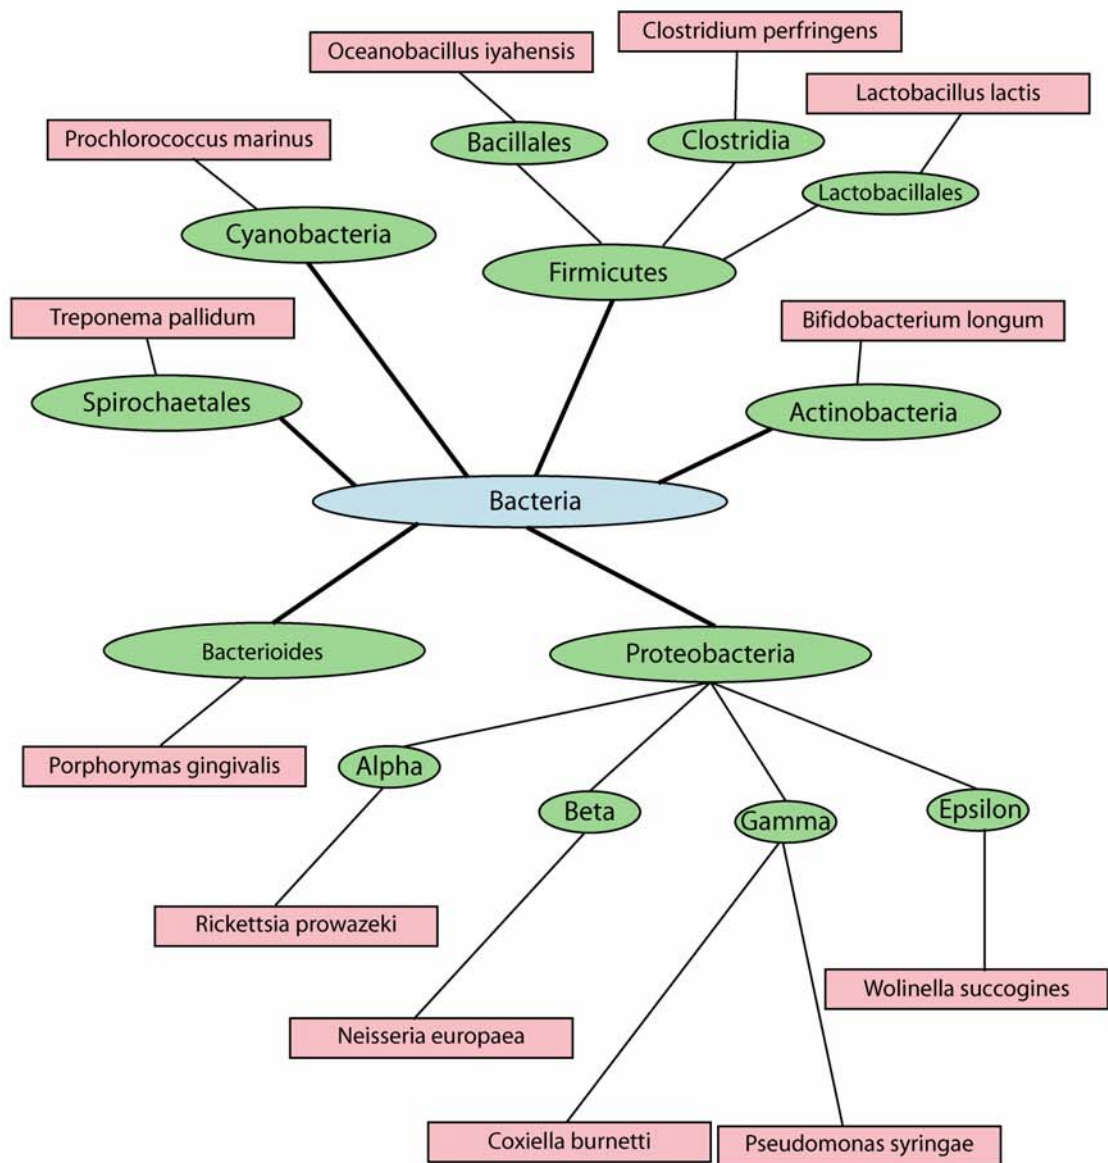 Clostridium perfringens
Oceanobacillus iyahensis
Lactobacillus lactis
Prochlorococcus marinus
Bacillales
Clostridia
Lactobacillales
Cyanobacteria
Firmicutes
Treponema pallidum
Bifidobacterium longum
Spirochaetales
Actinobacteria
Bacteria
Bacterioides
Proteobacteria
Porphorymas gingivalis
Alpha
Beta
Gamma
Epsilon
Rickettsia prowazeki
Wolinella succogines
Neisseria europaea
Coxiella burnetti
Pseudomonas syringae